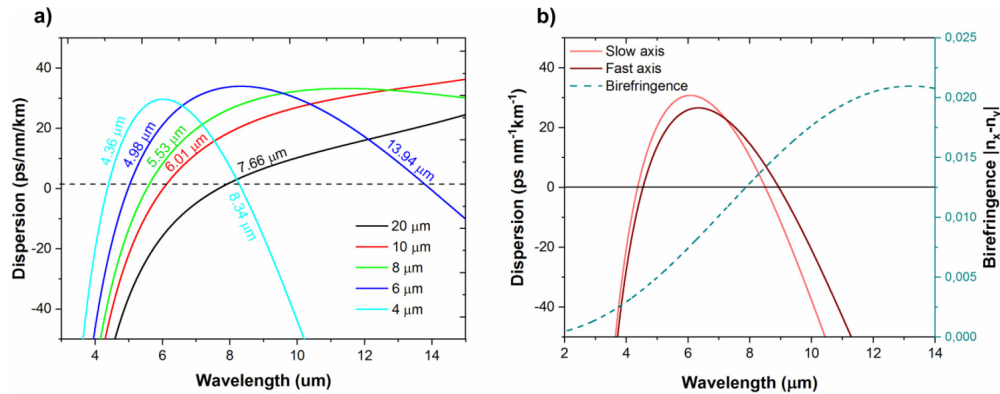 a)
Dispersion (ps/nm/km)
40
20
0
-20
-40
4
6
8
10
12
14
Wavelength (um)
4.36 μm
4.98 μm
5.53 μm
6.01 μm
7.66 μm
8.34 μm
13.94 μm
20 μm
10 μm
8 μm
6 μm
4 μm
b)
Slow axis
Fast axis
Birefringence
Dispersion (ps nm⁻¹km⁻¹)
40
20
0
-20
-40
2
4
6
8
10
12
14
Wavelength (μm)
0,025
0,020
0,015
0,010
0,005
0,000
Birefringence |nₓ-nᵧ|